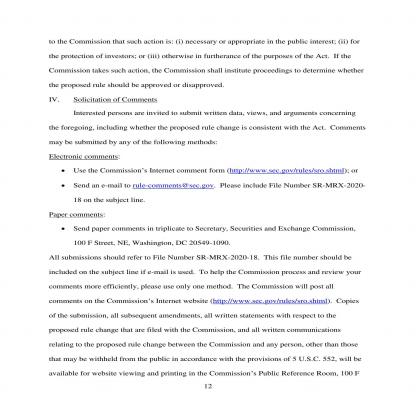 to the Commission that such action is: (i) necessary or appropriate in the public interest; (ii) for
the protection of investors; or (iii) otherwise in furtherance of the purposes of the Act.  If the
Commission takes such action, the Commission shall institute proceedings to determine whether
the proposed rule should be approved or disapproved.
IV. Solicitation of Comments
Interested persons are invited to submit written data, views, and arguments concerning
the foregoing, including whether the proposed rule change is consistent with the Act.  Comments
may be submitted by any of the following methods:
Electronic comments:
• Use the Commission's Internet comment form (http://www.sec.gov/rules/sro.shtml); or
• Send an e-mail to rule-comments@sec.gov.  Please include File Number SR-MRX-2020-
18 on the subject line.
Paper comments:
• Send paper comments in triplicate to Secretary, Securities and Exchange Commission,
100 F Street, NE, Washington, DC 20549-1090.
All submissions should refer to File Number SR-MRX-2020-18.  This file number should be
included on the subject line if e-mail is used.  To help the Commission process and review your
comments more efficiently, please use only one method.  The Commission will post all
comments on the Commission's Internet website (http://www.sec.gov/rules/sro.shtml).  Copies
of the submission, all subsequent amendments, all written statements with respect to the
proposed rule change that are filed with the Commission, and all written communications
relating to the proposed rule change between the Commission and any person, other than those
that may be withheld from the public in accordance with the provisions of 5 U.S.C. 552, will be
available for website viewing and printing in the Commission's Public Reference Room, 100 F
12